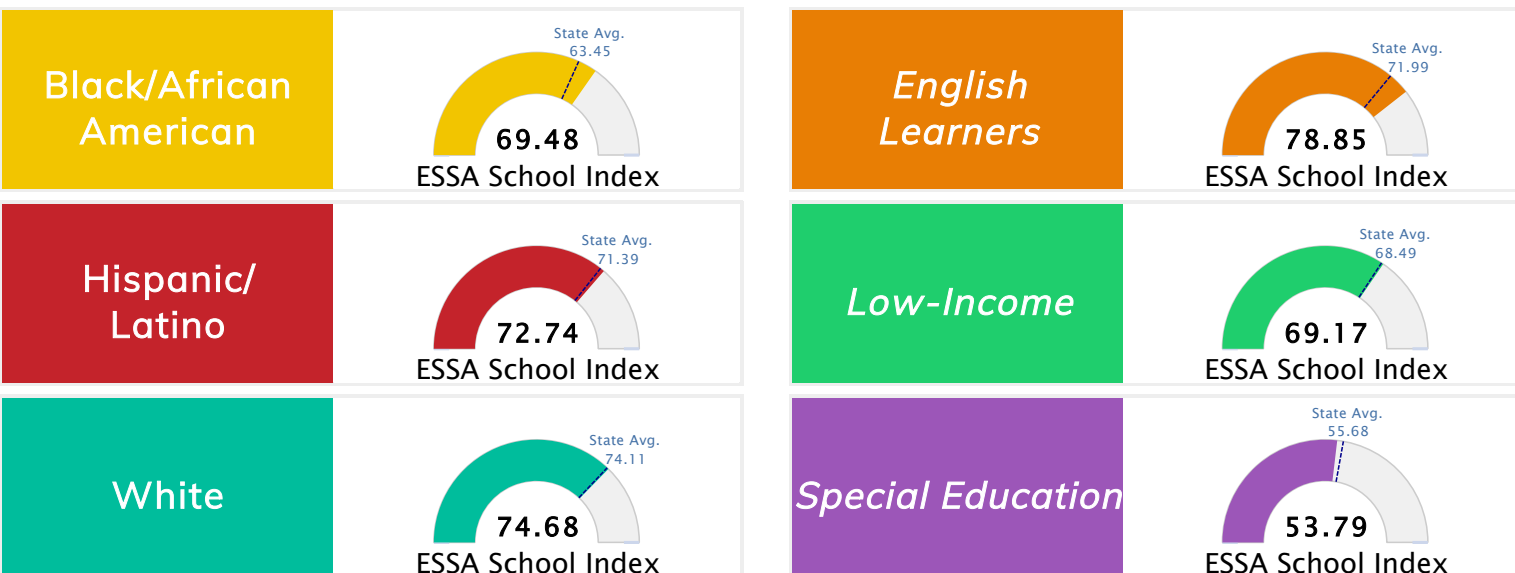 Black/African
American
State Avg.
63.45
69.48
ESSA School Index
English
Learners
State Avg.
71.99
78.85
ESSA School Index
Hispanic/
Latino
State Avg.
71.39
72.74
ESSA School Index
Low-Income
State Avg.
68.49
69.17
ESSA School Index
White
State Avg.
74.11
74.68
ESSA School Index
Special Education
State Avg.
55.68
53.79
ESSA School Index